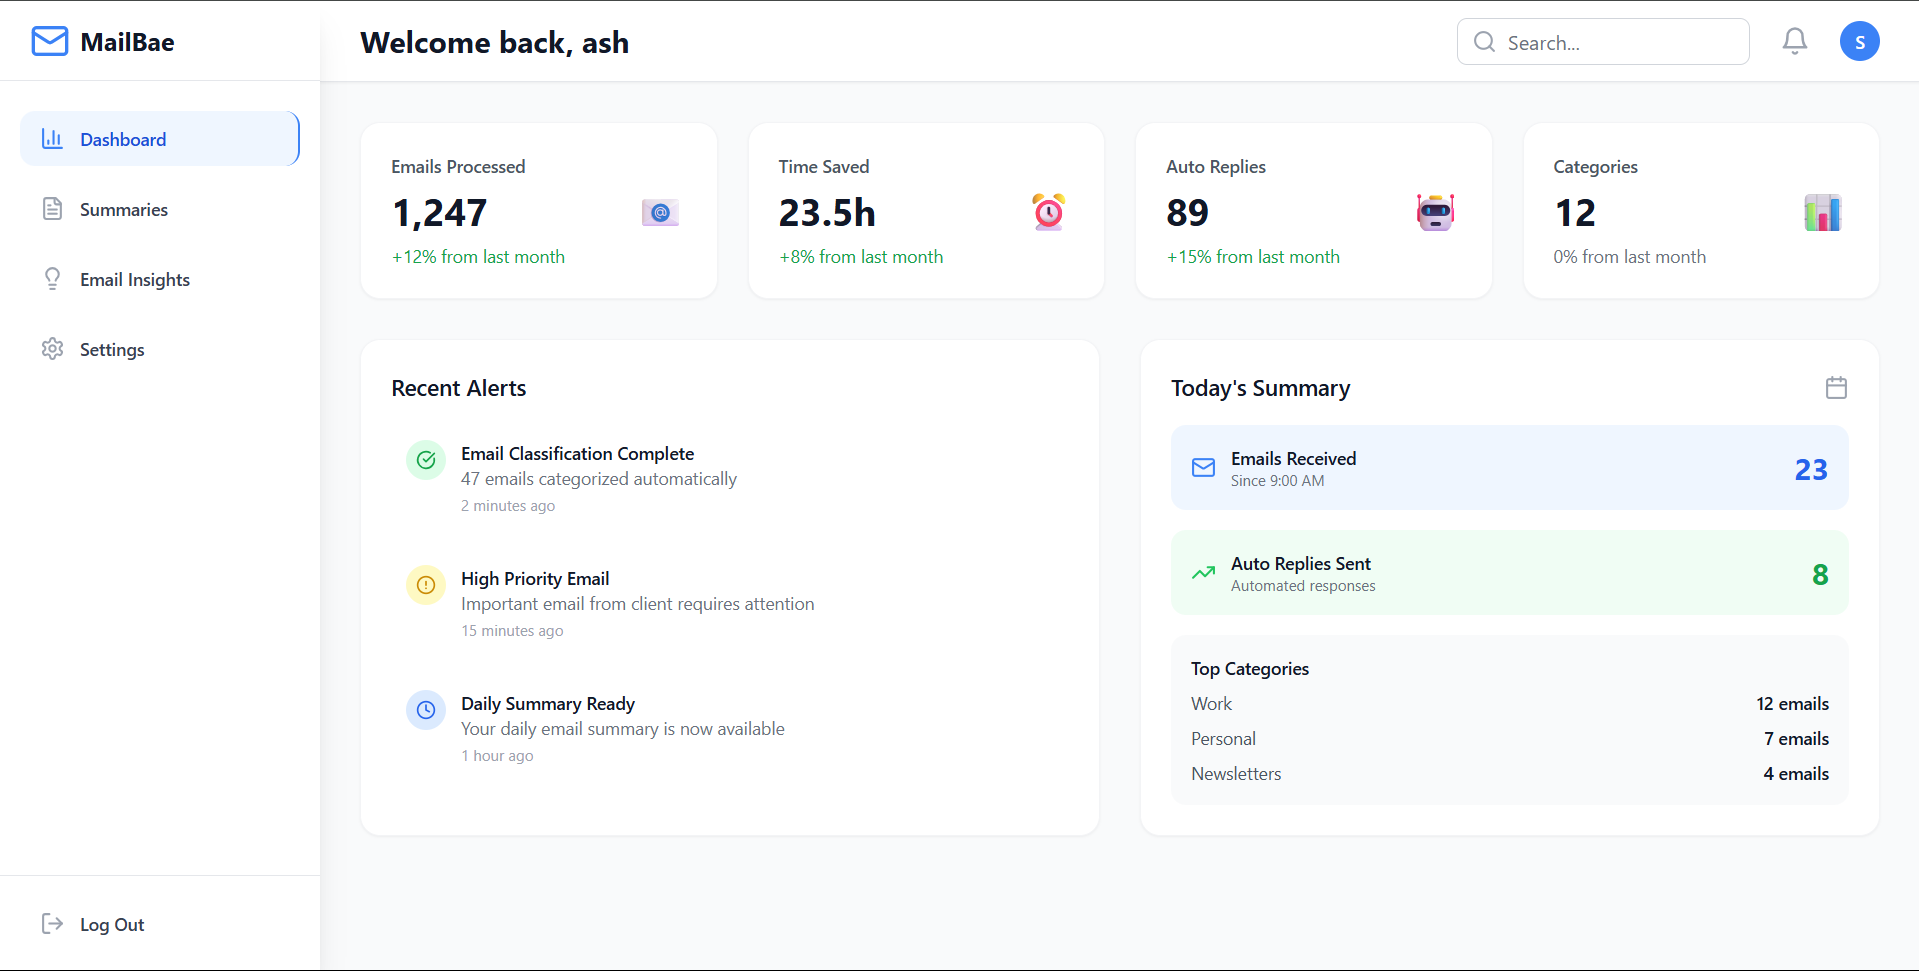 MailBae
Welcome back, ash
Search...
S
Dashboard
Summaries
Email Insights
Settings
Log Out
Emails Processed
1,247
+12% from last month
Time Saved
23.5h
+8% from last month
Auto Replies
89
+15% from last month
Categories
12
0% from last month
Recent Alerts
Email Classification Complete
47 emails categorized automatically
2 minutes ago
High Priority Email
Important email from client requires attention
15 minutes ago
Daily Summary Ready
Your daily email summary is now available
1 hour ago
Today's Summary
Emails Received
Since 9:00 AM
23
Auto Replies Sent
Automated responses
8
Top Categories
Work 12 emails
Personal 7 emails
Newsletters 4 emails